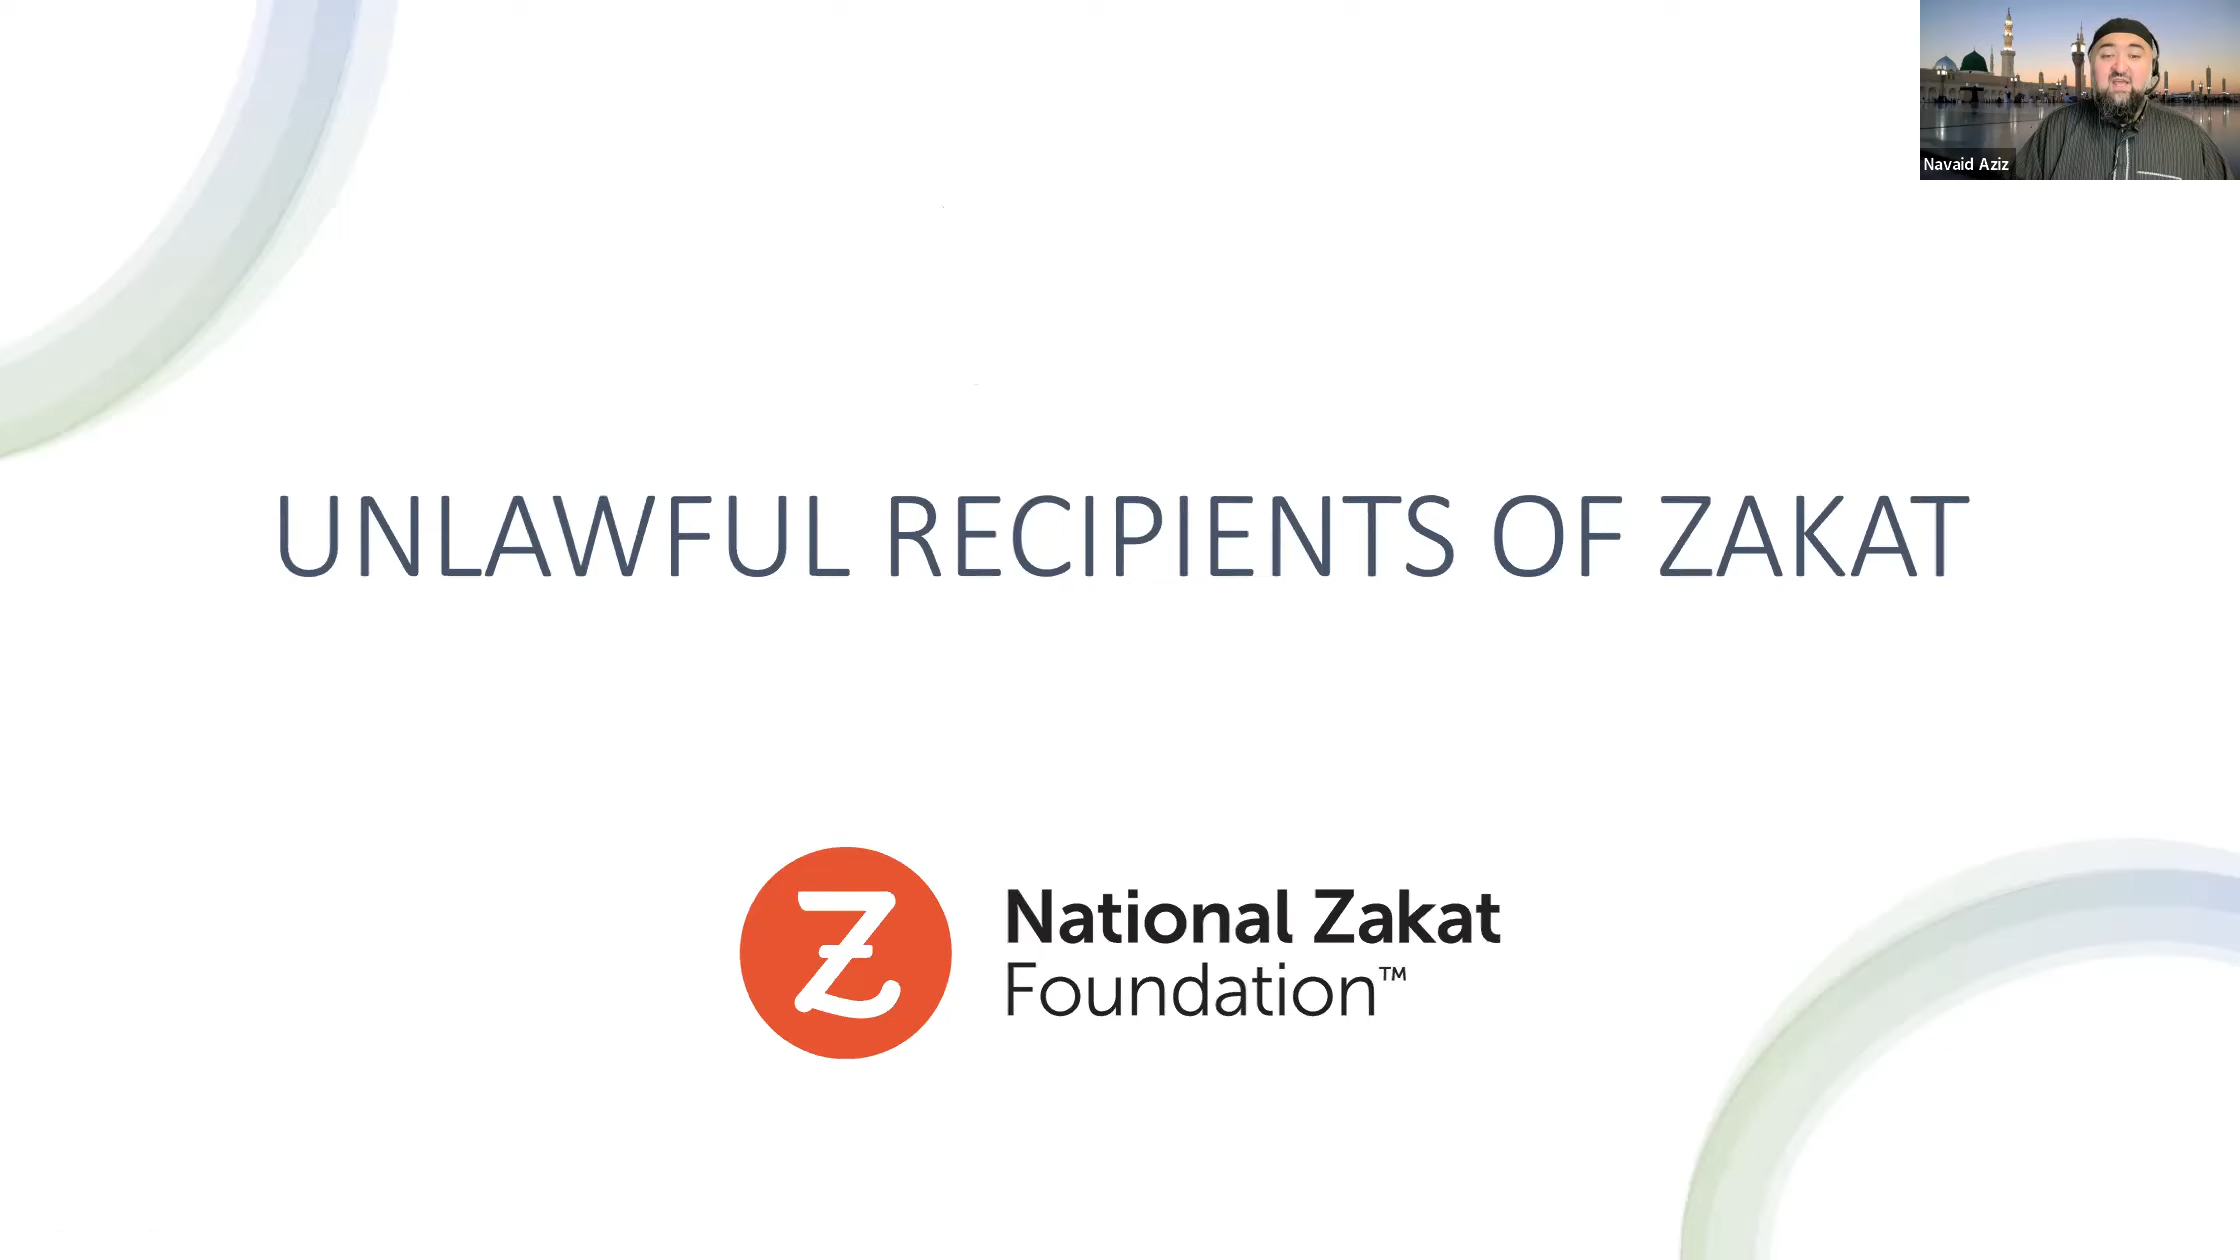 Navaid Aziz
UNLAWFUL RECIPIENTS OF ZAKAT
National Zakat
Foundation™